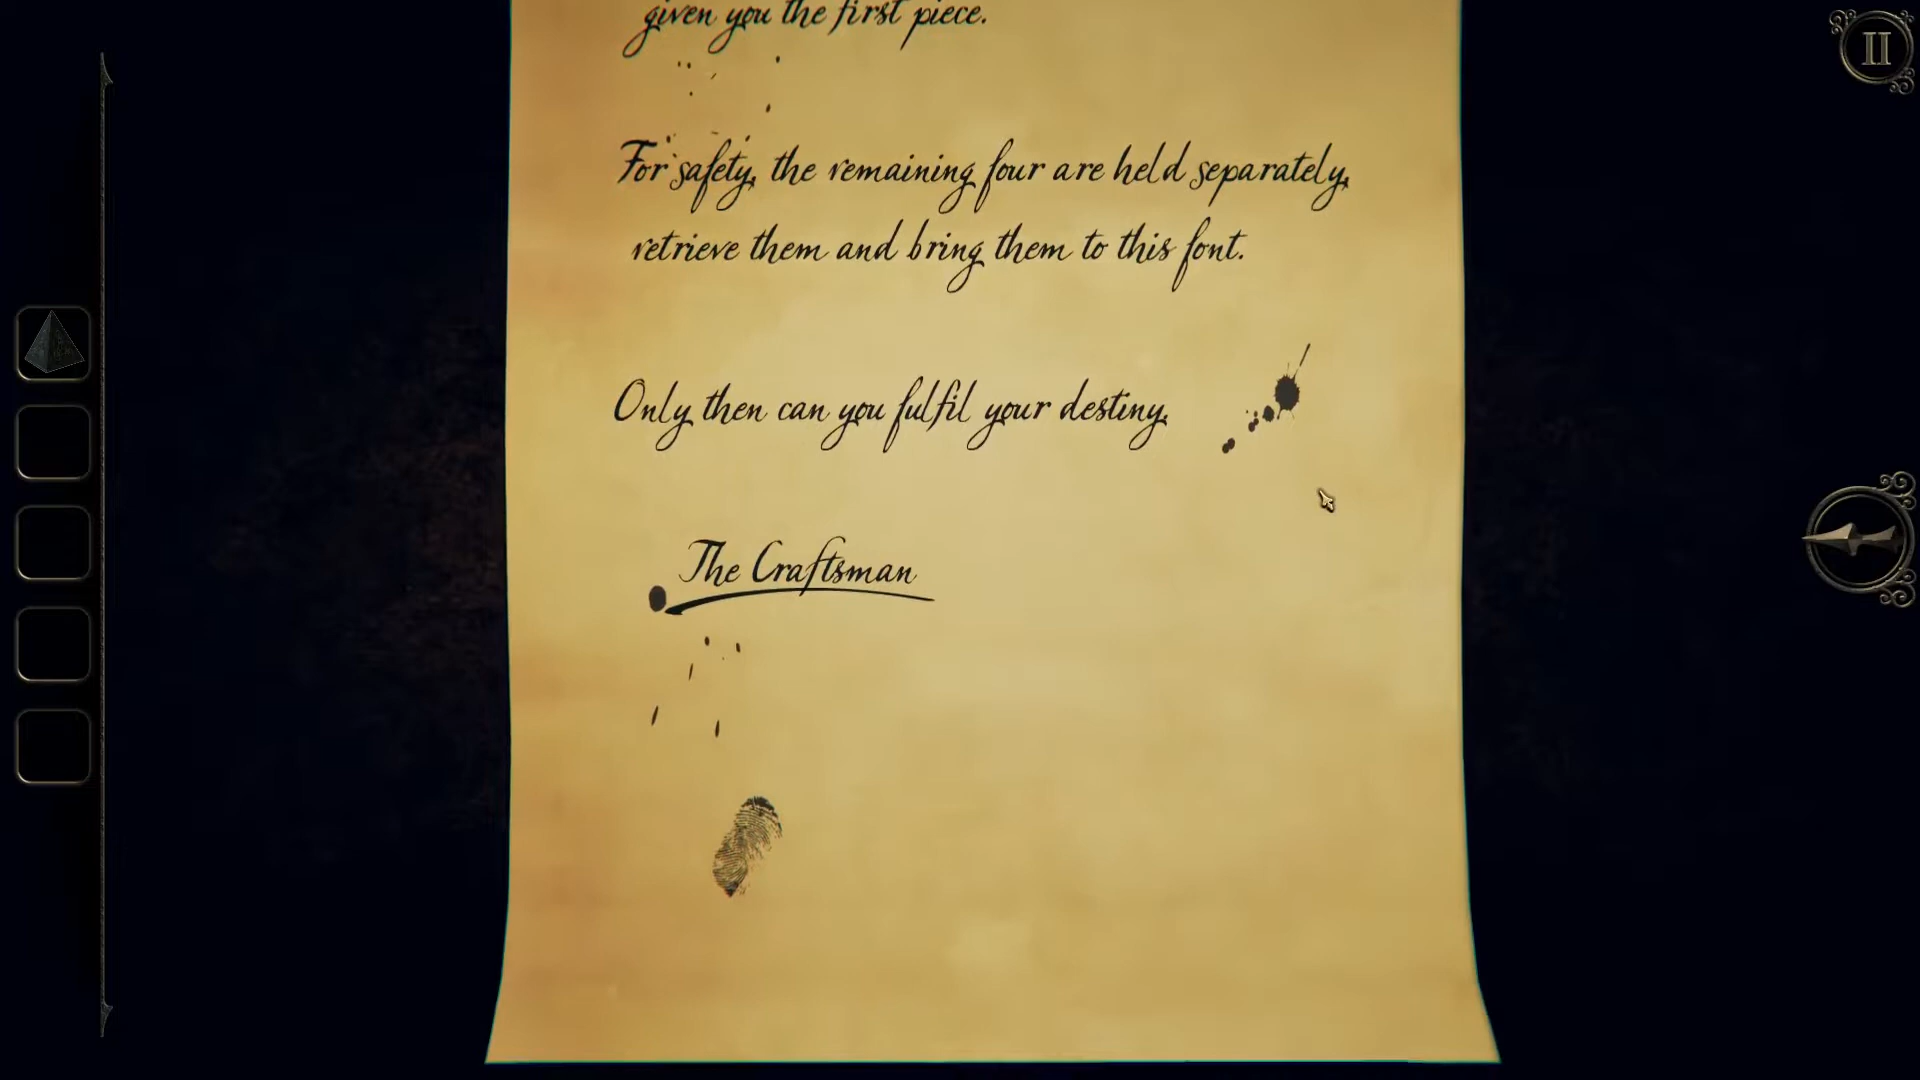 given you the first piece.
For safety, the remaining four are held separately,
retrieve them and bring them to this font.
Only then can you fulfil your destiny.
The Craftsman
II